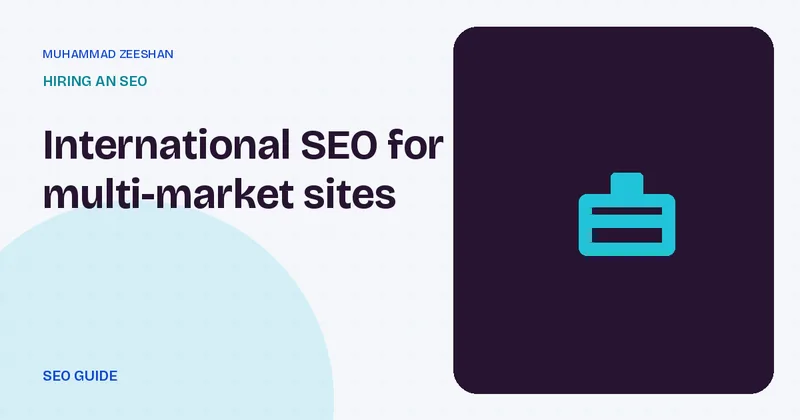 MUHAMMAD ZEESHAN
HIRING AN SEO
International SEO for
multi-market sites
SEO GUIDE